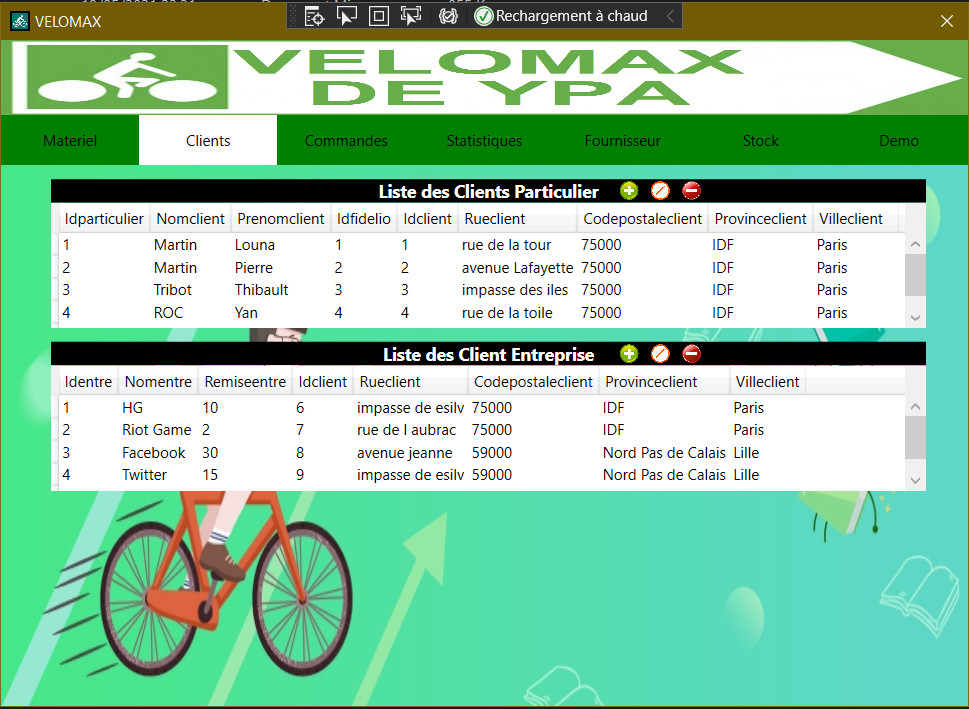 Rechargement à chaud
VELOMAX
VELOMAX
DE YPA
Materiel Clients Commandes Statistiques Fournisseur Stock Demo
Liste des Clients Particulier
Idparticulier Nomclient Prenomclient Idfidelio Idclient Rueclient Codepostaleclient Provinceclient Villeclient
1 Martin Louna 1 1 rue de la tour 75000 IDF Paris
2 Martin Pierre 2 2 avenue Lafayette 75000 IDF Paris
3 Tribot Thibault 3 3 impasse des iles 75000 IDF Paris
4 ROC Yan 4 4 rue de la toile 75000 IDF Paris
Liste des Client Entreprise
Identre Nomentre Remiseentre Idclient Rueclient Codepostaleclient Provinceclient Villeclient
1 HG 10 6 impasse de esilv 75000 IDF Paris
2 Riot Game 2 7 rue de l aubrac 75000 IDF Paris
3 Facebook 30 8 avenue jeanne 59000 Nord Pas de Calais Lille
4 Twitter 15 9 impasse de esilv 59000 Nord Pas de Calais Lille